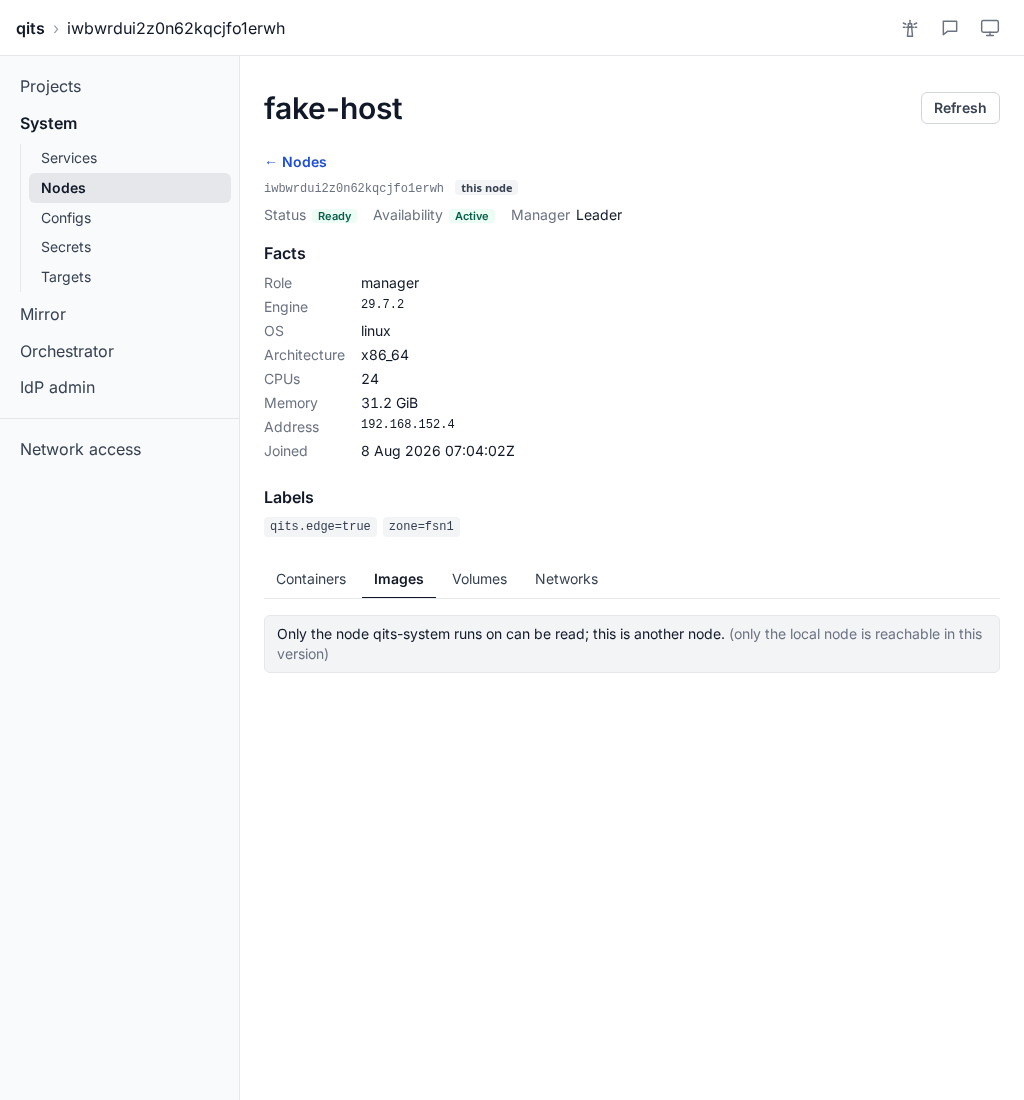 qits › iwbwrdui2z0n62kqcjfo1erwh
Projects
System
Services
Nodes
Configs
Secrets
Targets
Mirror
Orchestrator
IdP admin
Network access
fake-host
Refresh
← Nodes
iwbwrdui2z0n62kqcjfo1erwh this node
Status Ready Availability Active Manager Leader
Facts
Role manager
Engine 29.7.2
OS linux
Architecture x86_64
CPUs 24
Memory 31.2 GiB
Address 192.168.152.4
Joined 8 Aug 2026 07:04:02Z
Labels
qits.edge=true zone=fsn1
Containers Images Volumes Networks
Only the node qits-system runs on can be read; this is another node. (only the local node is reachable in this
version)